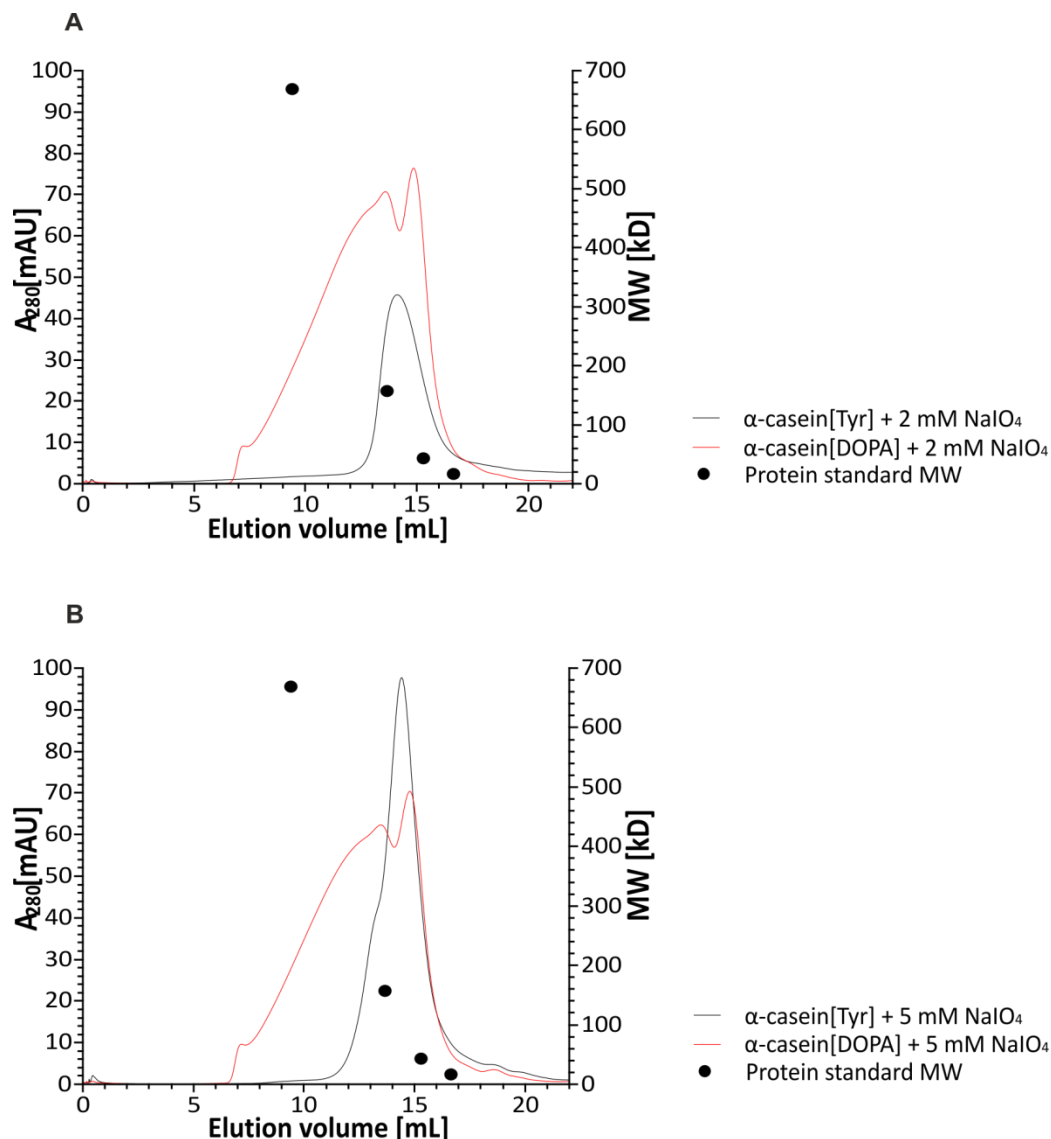 A
100
90
80
70
60
50
40
30
20
10
0
A₂₈₀[mAU]
700
600
500
400
300
200
100
0
MW [kD]
0 5 10 15 20
Elution volume [mL]
α-casein[Tyr] + 2 mM NaIO₄
α-casein[DOPA] + 2 mM NaIO₄
Protein standard MW
B
100
90
80
70
60
50
40
30
20
10
0
A₂₈₀[mAU]
700
600
500
400
300
200
100
0
MW [kD]
0 5 10 15 20
Elution volume [mL]
α-casein[Tyr] + 5 mM NaIO₄
α-casein[DOPA] + 5 mM NaIO₄
Protein standard MW